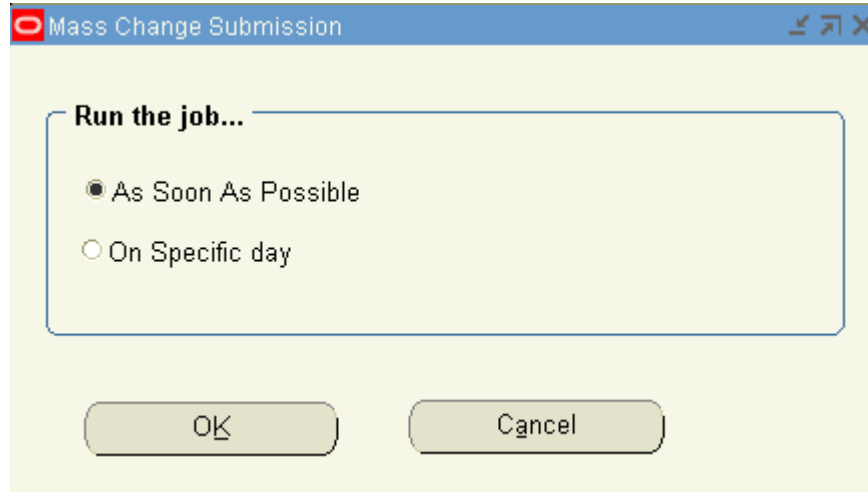 Mass Change Submission
Run the job...
As Soon As Possible
On Specific day
OK
Cancel